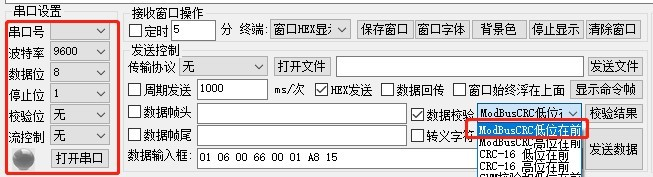 串口设置
串口号
波特率 9600
数据位 8
停止位 1
校验位 无
流控制 无
打开串口
接收窗口操作
定时 5 分 终端: 窗口HEX显示 窗口黑色 保存窗口 窗口字体 停止显示 清除窗口
发送控制
传输协议 无 打开文件 发送文件
周期发送 1000 ms/次 HEX发送 数据回传 窗口始终浮在上面 显示命令帧
数据帧头 数据校验 ModBusCRC低位在 校验结果
数据帧尾 转义字符 发送数据
数据输入框: 01 06 00 66 00 01 A8 15
ModBusCRC低位在前
ModBusCRC高位在前
CRC-16 低位在前
CRC-16 高位在前